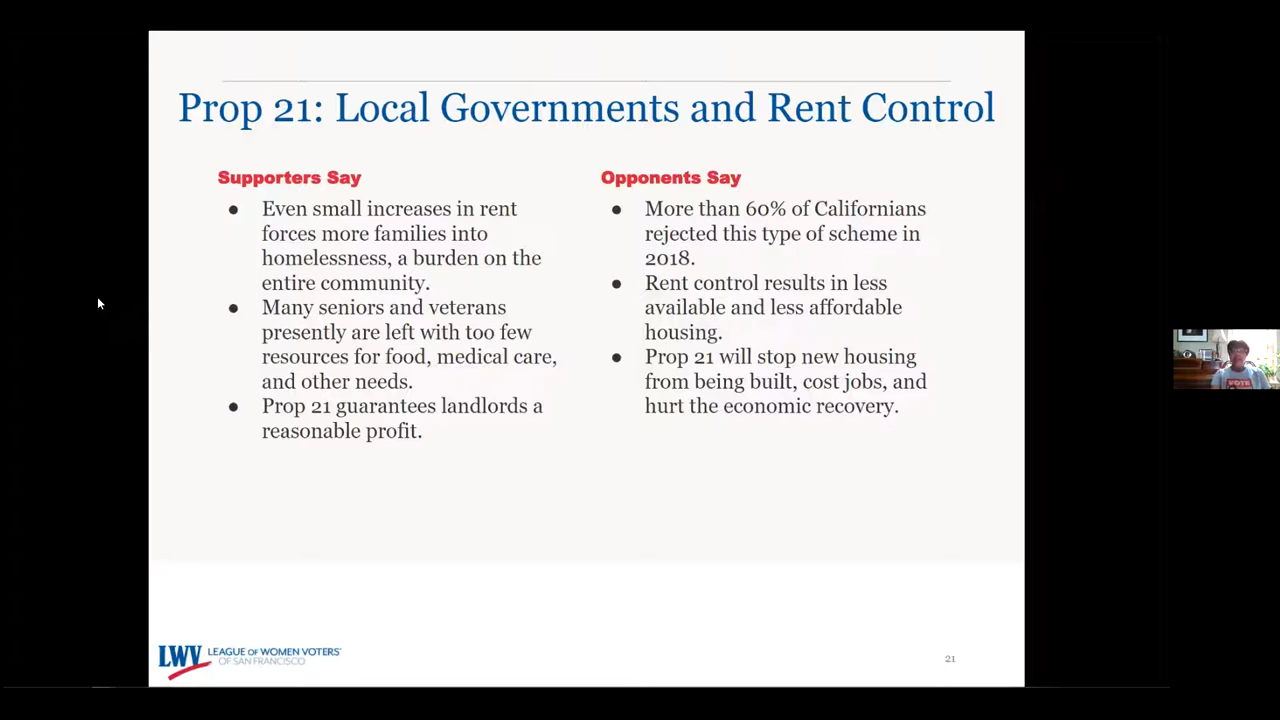 Prop 21: Local Governments and Rent Control
Supporters Say
● Even small increases in rent
forces more families into
homelessness, a burden on the
entire community.
● Many seniors and veterans
presently are left with too few
resources for food, medical care,
and other needs.
● Prop 21 guarantees landlords a
reasonable profit.
Opponents Say
● More than 60% of Californians
rejected this type of scheme in
2018.
● Rent control results in less
available and less affordable
housing.
● Prop 21 will stop new housing
from being built, cost jobs, and
hurt the economic recovery.
LWV LEAGUE OF WOMEN VOTERS®
OF SAN FRANCISCO
21
VOTE